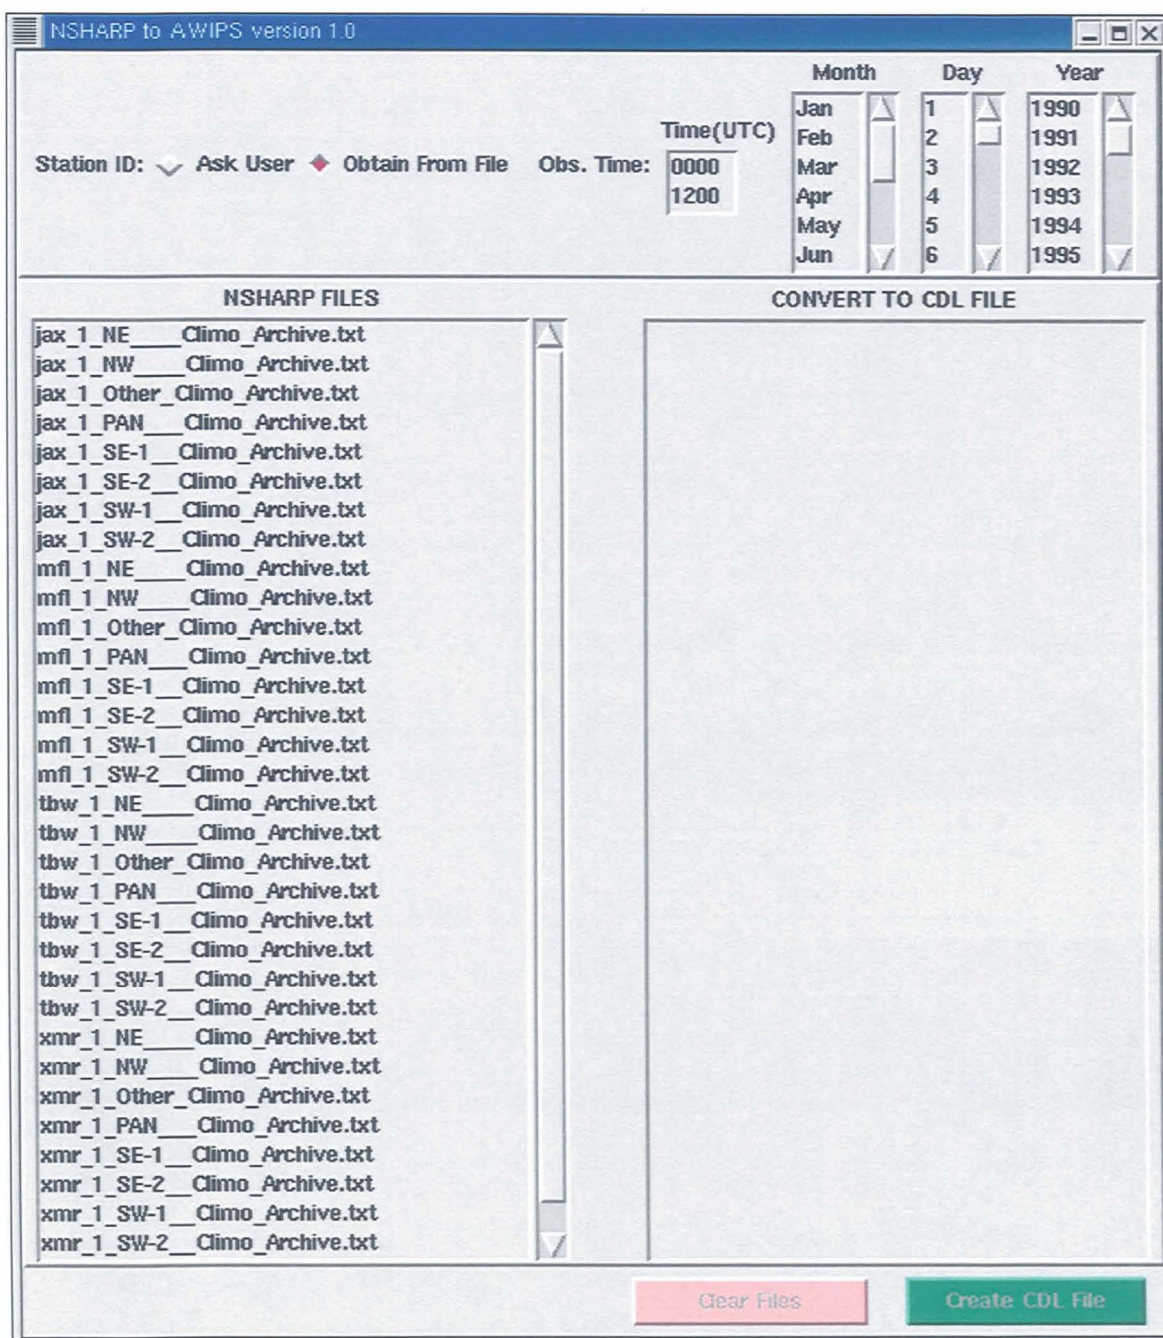 NSHARP to AWIPS version 1.0
Month Day Year
Time(UTC)
Station ID: Ask User Obtain From File Obs. Time:
0000
1200
Jan
Feb
Mar
Apr
May
Jun
1
2
3
4
5
6
1990
1991
1992
1993
1994
1995
NSHARP FILES
jax_1_NE____Climo_Archive.txt
jax_1_NW____Climo_Archive.txt
jax_1_Other_Climo_Archive.txt
jax_1_PAN___Climo_Archive.txt
jax_1_SE-1__Climo_Archive.txt
jax_1_SE-2__Climo_Archive.txt
jax_1_SW-1__Climo_Archive.txt
jax_1_SW-2__Climo_Archive.txt
mfl_1_NE____Climo_Archive.txt
mfl_1_NW____Climo_Archive.txt
mfl_1_Other_Climo_Archive.txt
mfl_1_PAN___Climo_Archive.txt
mfl_1_SE-1__Climo_Archive.txt
mfl_1_SE-2__Climo_Archive.txt
mfl_1_SW-1__Climo_Archive.txt
mfl_1_SW-2__Climo_Archive.txt
tbw_1_NE____Climo_Archive.txt
tbw_1_NW____Climo_Archive.txt
tbw_1_Other_Climo_Archive.txt
tbw_1_PAN___Climo_Archive.txt
tbw_1_SE-1__Climo_Archive.txt
tbw_1_SE-2__Climo_Archive.txt
tbw_1_SW-1__Climo_Archive.txt
tbw_1_SW-2__Climo_Archive.txt
xmr_1_NE____Climo_Archive.txt
xmr_1_NW____Climo_Archive.txt
xmr_1_Other_Climo_Archive.txt
xmr_1_PAN___Climo_Archive.txt
xmr_1_SE-1__Climo_Archive.txt
xmr_1_SE-2__Climo_Archive.txt
xmr_1_SW-1__Climo_Archive.txt
xmr_1_SW-2__Climo_Archive.txt
CONVERT TO CDL FILE
Clear Files
Create CDL File